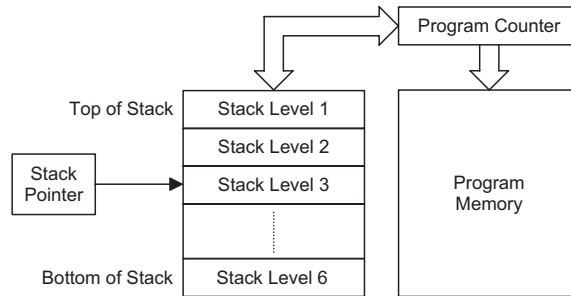 Program Counter
Top of Stack
Stack Level 1
Stack Level 2
Stack
Pointer
Stack Level 3
Program
Memory
Bottom of Stack
Stack Level 6